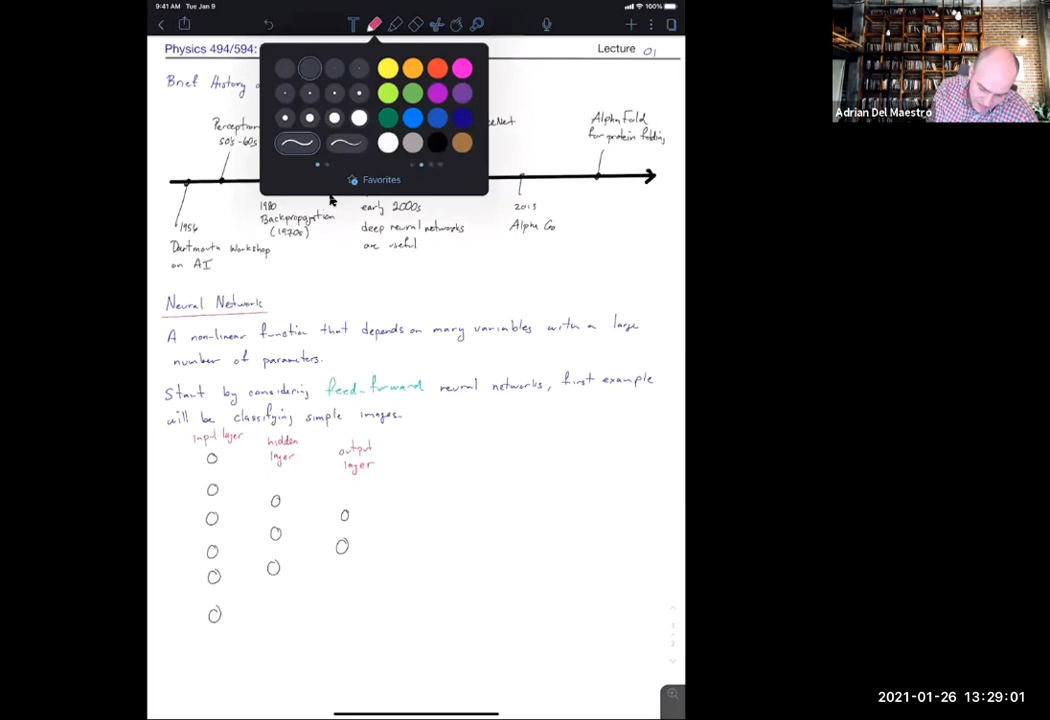 9:41 AM Tue Jan 9
100%
Physics 494/594:
Lecture 01
Brief History
Perceptron
50's-60s
eNet
AlphaFold
for protein folding
Favorites
1956
Dartmouth Workshop
on AI
1980
Backpropagation
(1970s)
early 2000s
deep neural networks
are useful
2015
Alpha Go
Neural Network
A non-linear function that depends on many variables with a large
number of parameters.
Start by considering feed-forward neural networks, first example
will be classifying simple images.
input layer
hidden
layer
output
layer
Adrian Del Maestro
2021-01-26 13:29:01